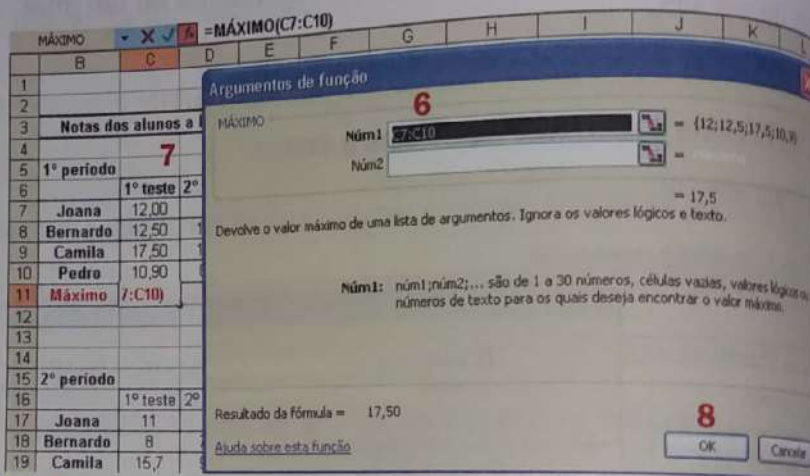 MÁXIMO =MÁXIMO(C7:C10)
B C D E F G H I J K
1
2
3 Notas dos alunos a
4
5 1º período
6 1º teste 2º
7 Joana 12,00
8 Bernardo 12,50 1
9 Camila 17,50 1
10 Pedro 10,90
11 Máximo 7:C10)
12
13
14
15 2º período
16 1º teste 2º
17 Joana 11
18 Bernardo 8
19 Camila 15,7
7
Argumentos de função
6
MÁXIMO
Núm1 C7:C10 = {12;12,5;17,5;10,9}
Núm2 =
= 17,5
Devolve o valor máximo de uma lista de argumentos. Ignora os valores lógicos e texto.
Núm1: núm1;núm2;... são de 1 a 30 números, células vazias, valores lógicos ou
números de texto para os quais deseja encontrar o valor máximo.
Resultado da fórmula = 17,50
8
Ajuda sobre esta função
OK Cancelar